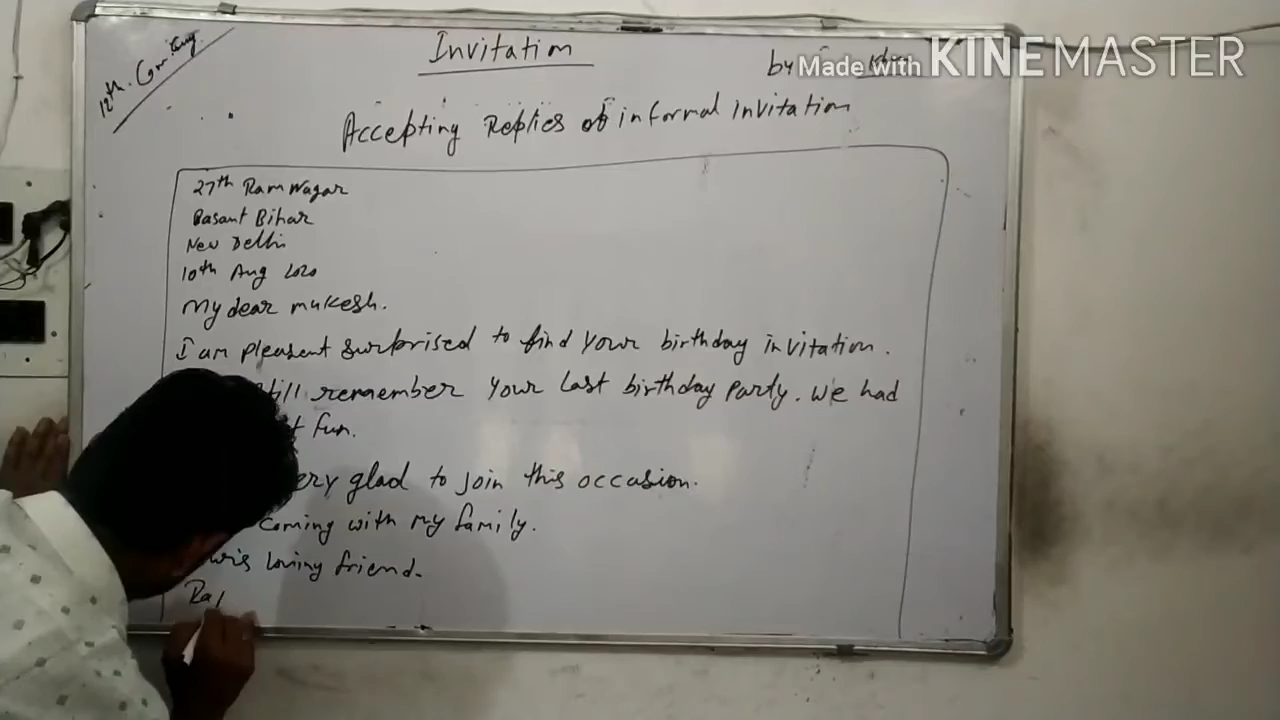 12th. Coming
Invitation
by
Made with KINEMASTER
Accepting Replies of informal invitation
27th Ram Nagar
Basant Bihar
New Delhi
10th Aug 2020
My dear mukesh.
I am pleasent surprised to find your birthday invitation.
still remember your last birthday party. We had
fun.
very glad to join this occasion.
coming with my family.
loving friend.